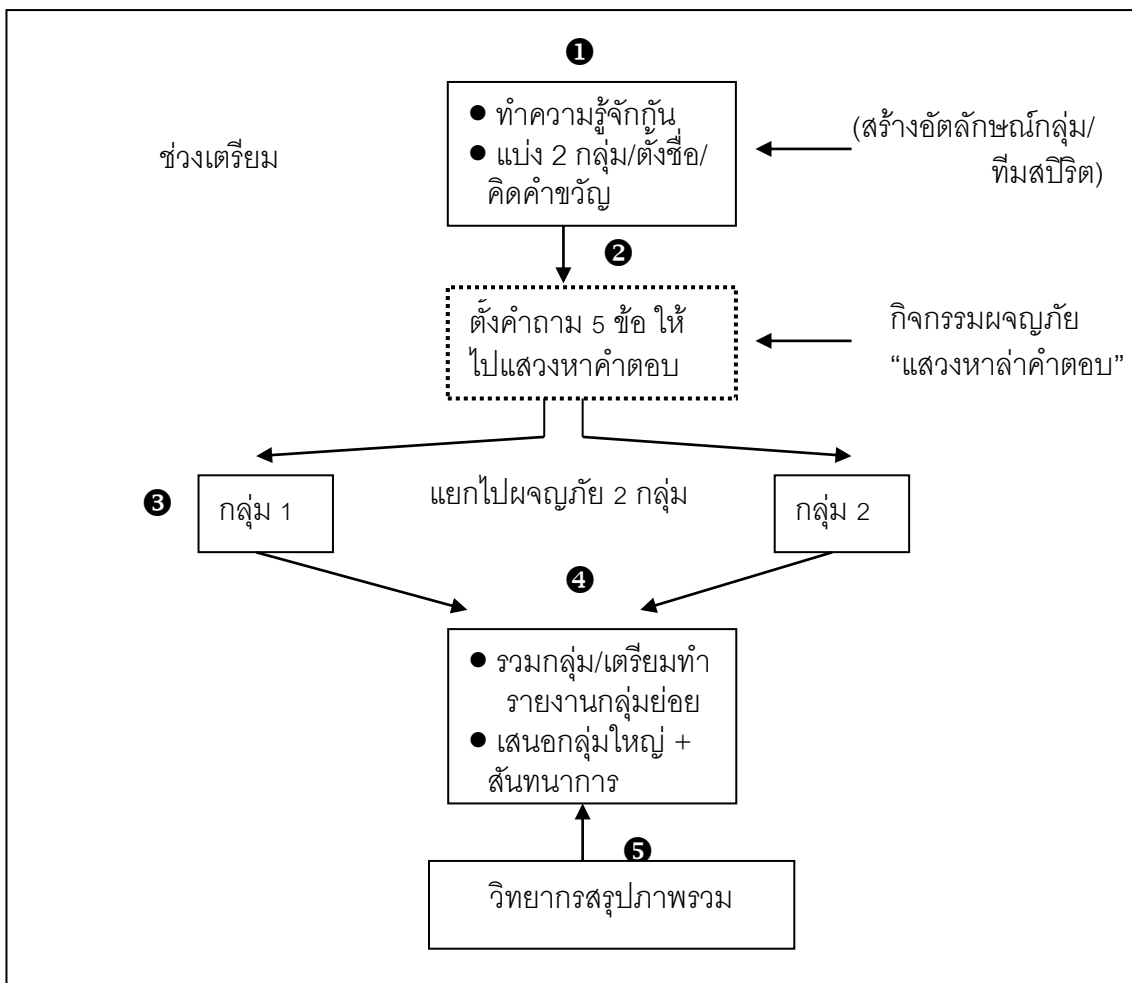 ❶
● ทำความรู้จักกัน
● แบ่ง 2 กลุ่ม/ตั้งชื่อ/
คิดคำขวัญ
(สร้างอัตลักษณ์กลุ่ม/
ทีมสปิริต)
ช่วงเตรียม
❷
ตั้งคำถาม 5 ข้อ ให้
ไปแสวงหาคำตอบ
กิจกรรมผจญภัย
“แสวงหาล่าคำตอบ”
❸
กลุ่ม 1
แยกไปผจญภัย 2 กลุ่ม
กลุ่ม 2
❹
● รวมกลุ่ม/เตรียมทำ
รายงานกลุ่มย่อย
● เสนอกลุ่มใหญ่ +
สันทนาการ
❺
วิทยากรสรุปภาพรวม